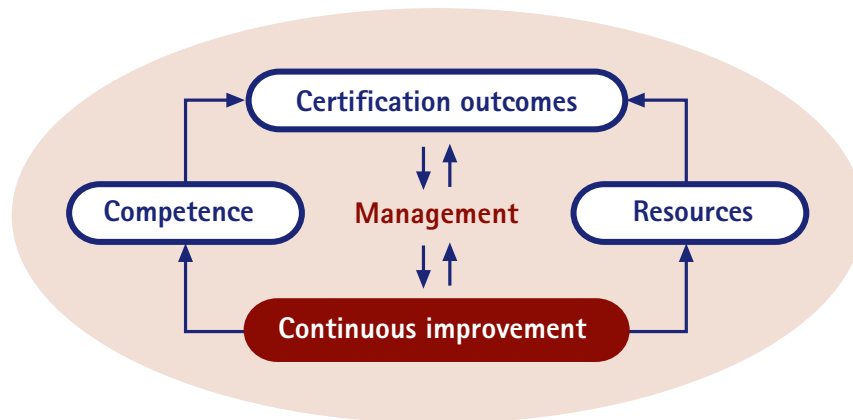 Certification outcomes
Competence
Management
Resources
Continuous improvement